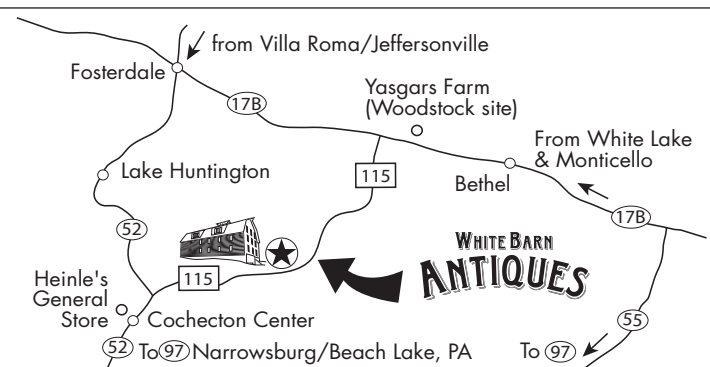 from Villa Roma/Jeffersonville
Fosterdale
17B
Yasgars Farm
(Woodstock site)
From White Lake
& Monticello
Lake Huntington
115
Bethel
17B
52
WHITE BARN
ANTIQUES
115
Heinle's
General
Store
Cochecton Center
55
52 To 97 Narrowsburg/Beach Lake, PA
To 97